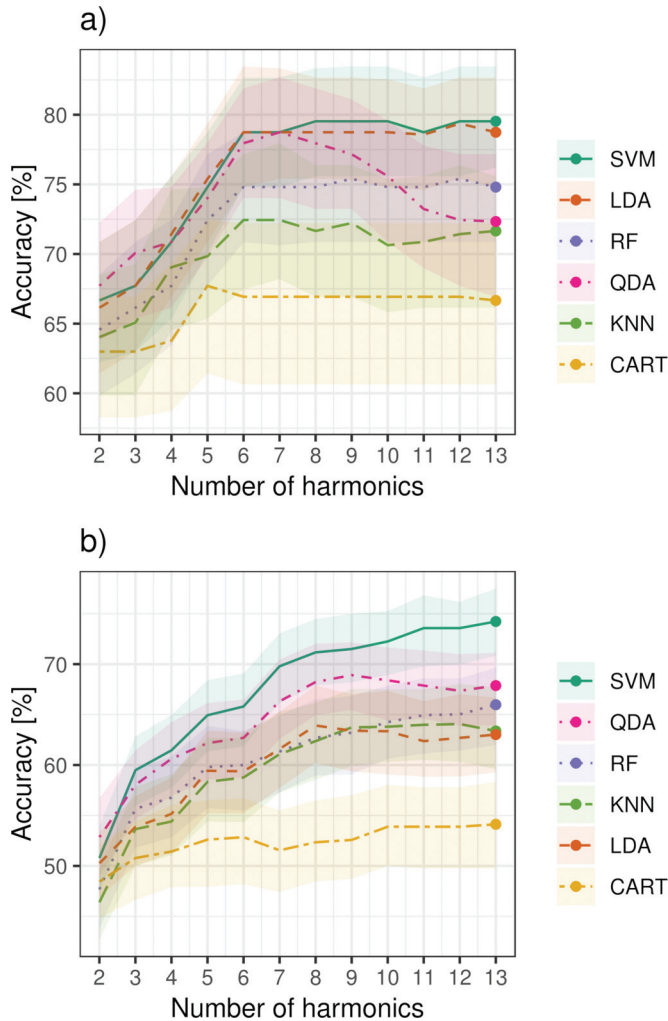 a)
Accuracy [%]
80
75
70
65
60
2 3 4 5 6 7 8 9 10 11 12 13
Number of harmonics
SVM
LDA
RF
QDA
KNN
CART
b)
Accuracy [%]
70
60
50
2 3 4 5 6 7 8 9 10 11 12 13
Number of harmonics
SVM
QDA
RF
KNN
LDA
CART